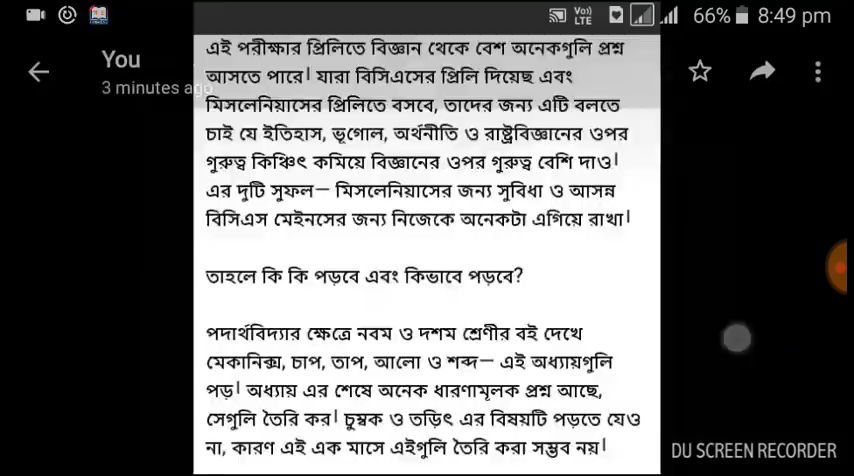 Vo))
LTE
66%
8:49 pm
You
3 minutes ago
এই পরীক্ষার প্রিলিতে বিজ্ঞান থেকে বেশ অনেকগুলি প্রশ্ন
আসতে পারে। যারা বিসিএসের প্রিলি দিয়েছ এবং
মিসলেনিয়াসের প্রিলিতে বসবে, তাদের জন্য এটি বলতে
চাই যে ইতিহাস, ভূগোল, অর্থনীতি ও রাষ্ট্রবিজ্ঞানের ওপর
গুরুত্ব কিঞ্চিৎ কমিয়ে বিজ্ঞানের ওপর গুরুত্ব বেশি দাও।
এর দুটি সুফল— মিসলেনিয়াসের জন্য সুবিধা ও আসন্ন
বিসিএস মেইনসের জন্য নিজেকে অনেকটা এগিয়ে রাখা।
তাহলে কি কি পড়বে এবং কিভাবে পড়বে?
পদার্থবিদ্যার ক্ষেত্রে নবম ও দশম শ্রেণীর বই দেখে
মেকানিক্স, চাপ, তাপ, আলো ও শব্দ— এই অধ্যায়গুলি
পড়। অধ্যায় এর শেষে অনেক ধারণামূলক প্রশ্ন আছে,
সেগুলি তৈরি কর। চুম্বক ও তড়িৎ এর বিষয়টি পড়তে যেও
না, কারণ এই এক মাসে এইগুলি তৈরি করা সম্ভব নয়।
DU SCREEN RECORDER